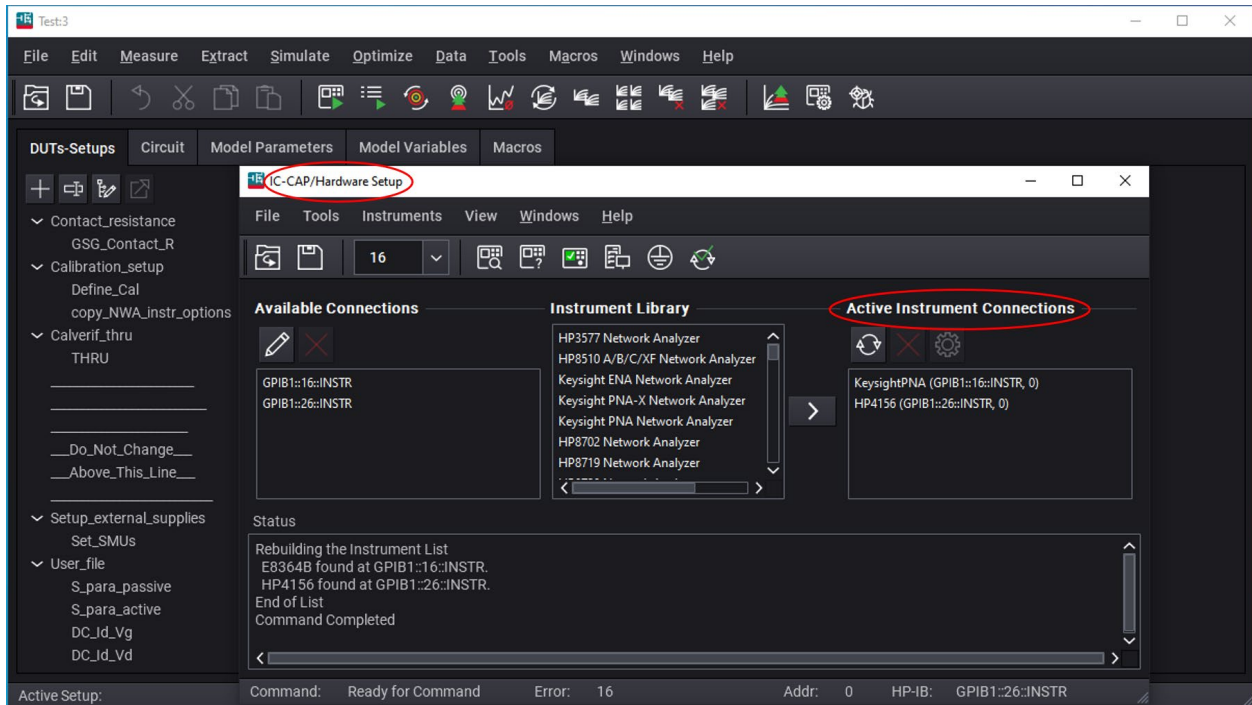 Test:3
File Edit Measure Extract Simulate Optimize Data Tools Macros Windows Help
DUTs-Setups Circuit Model Parameters Model Variables Macros
Contact_resistance
GSG_Contact_R
Calibration_setup
Define_Cal
copy_NWA_instr_options
Calverif_thru
THRU
__Do_Not_Change__
__Above_This_Line__
Setup_external_supplies
Set_SMUs
User_file
S_para_passive
S_para_active
DC_Id_Vg
DC_Id_Vd
Active Setup:
IC-CAP/Hardware Setup
File Tools Instruments View Windows Help
16
Available Connections
GPIB1::16::INSTR
GPIB1::26::INSTR
Instrument Library
HP3577 Network Analyzer
HP8510 A/B/C/XF Network Analyzer
Keysight ENA Network Analyzer
Keysight PNA-X Network Analyzer
Keysight PNA Network Analyzer
HP8702 Network Analyzer
HP8719 Network Analyzer
Active Instrument Connections
KeysightPNA (GPIB1::16::INSTR, 0)
HP4156 (GPIB1::26::INSTR, 0)
Status
Rebuilding the Instrument List
E8364B found at GPIB1::16::INSTR.
HP4156 found at GPIB1::26::INSTR.
End of List
Command Completed
Command: Ready for Command Error: 16 Addr: 0 HP-IB: GPIB1::26::INSTR